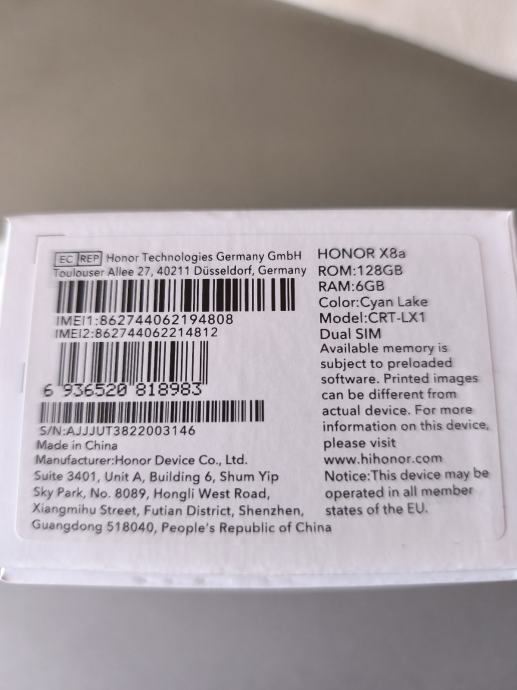 EC REP Honor Technologies Germany GmbH
Toulouser Allee 27, 40211 Düsseldorf, Germany
IMEI1:862744062194808
IMEI2:862744062214812
6 936520 818983
S/N:AJJJUT3822003146
Made in China
Manufacturer:Honor Device Co., Ltd.
Suite 3401, Unit A, Building 6, Shum Yip
Sky Park, No. 8089, Hongli West Road,
Xiangmihu Street, Futian District, Shenzhen,
Guangdong 518040, People's Republic of China
HONOR X8a
ROM:128GB
RAM:6GB
Color:Cyan Lake
Model:CRT-LX1
Dual SIM
Available memory is
subject to preloaded
software. Printed images
can be different from
actual device. For more
information on this device,
please visit
www.hihonor.com
Notice:This device may be
operated in all member
states of the EU.